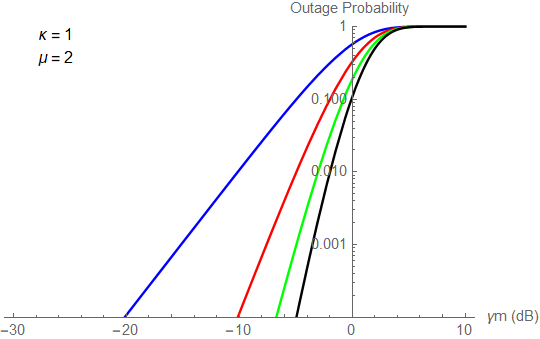 Outage Probability
κ = 1
μ = 2
1
0.100
0.010
0.001
−30 −20 −10 0 10 γm (dB)